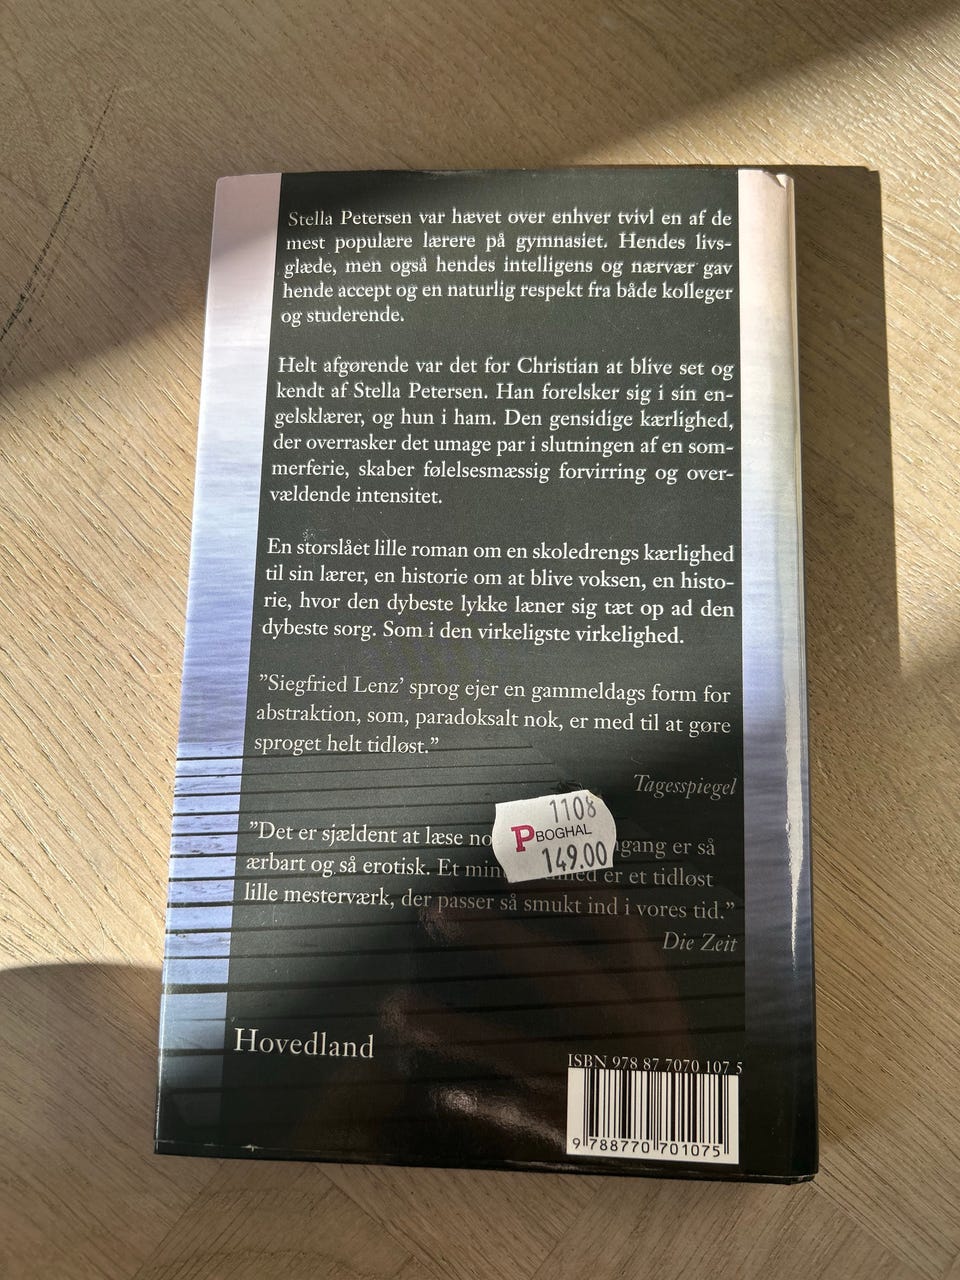 Stella Petersen var hævet over enhver tvivl en af de
mest populære lærere på gymnasiet. Hendes livs-
glæde, men også hendes intelligens og nærvær gav
hende accept og en naturlig respekt fra både kolleger
og studerende.
Helt afgørende var det for Christian at blive set og
kendt af Stella Petersen. Han forelsker sig i sin en-
gelsklærer, og hun i ham. Den gensidige kærlighed,
der overrasker det umage par i slutningen af en som-
merferie, skaber følelsesmæssig forvirring og over-
vældende intensitet.
En storslået lille roman om en skoledrengs kærlighed
til sin lærer, en historie om at blive voksen, en histo-
rie, hvor den dybeste lykke læner sig tæt op ad den
dybeste sorg. Som i den virkeligste virkelighed.
”Siegfried Lenz’ sprog ejer en gammeldags form for
abstraktion, som, paradoksalt nok, er med til at gøre
sproget helt tidløst.”
Tagesspiegel
1108
P BOGHAL
149.00
”Det er sjældent at læse er så
ærbart og så erotisk. Et er et tidløst
lille mesterværk, der passer så smukt ind i vores tid.”
Die Zeit
Hovedland
ISBN 978 87 7070 107 5
9 788770 701075